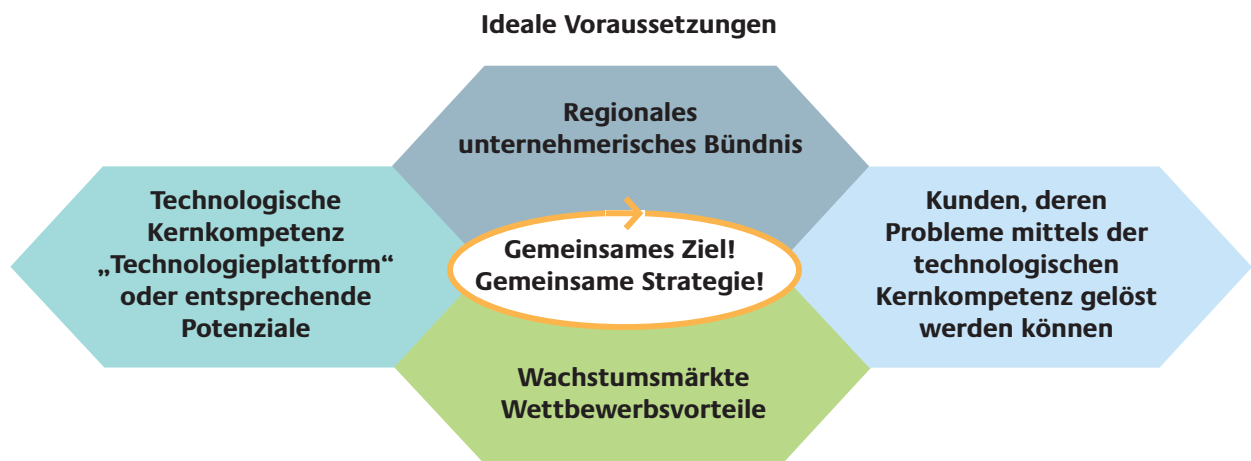 Ideale Voraussetzungen
Regionales
unternehmerisches Bündnis
Technologische
Kernkompetenz
„Technologieplattform“
oder entsprechende
Potenziale
Gemeinsames Ziel!
Gemeinsame Strategie!
Kunden, deren
Probleme mittels der
technologischen
Kernkompetenz gelöst
werden können
Wachstumsmärkte
Wettbewerbsvorteile